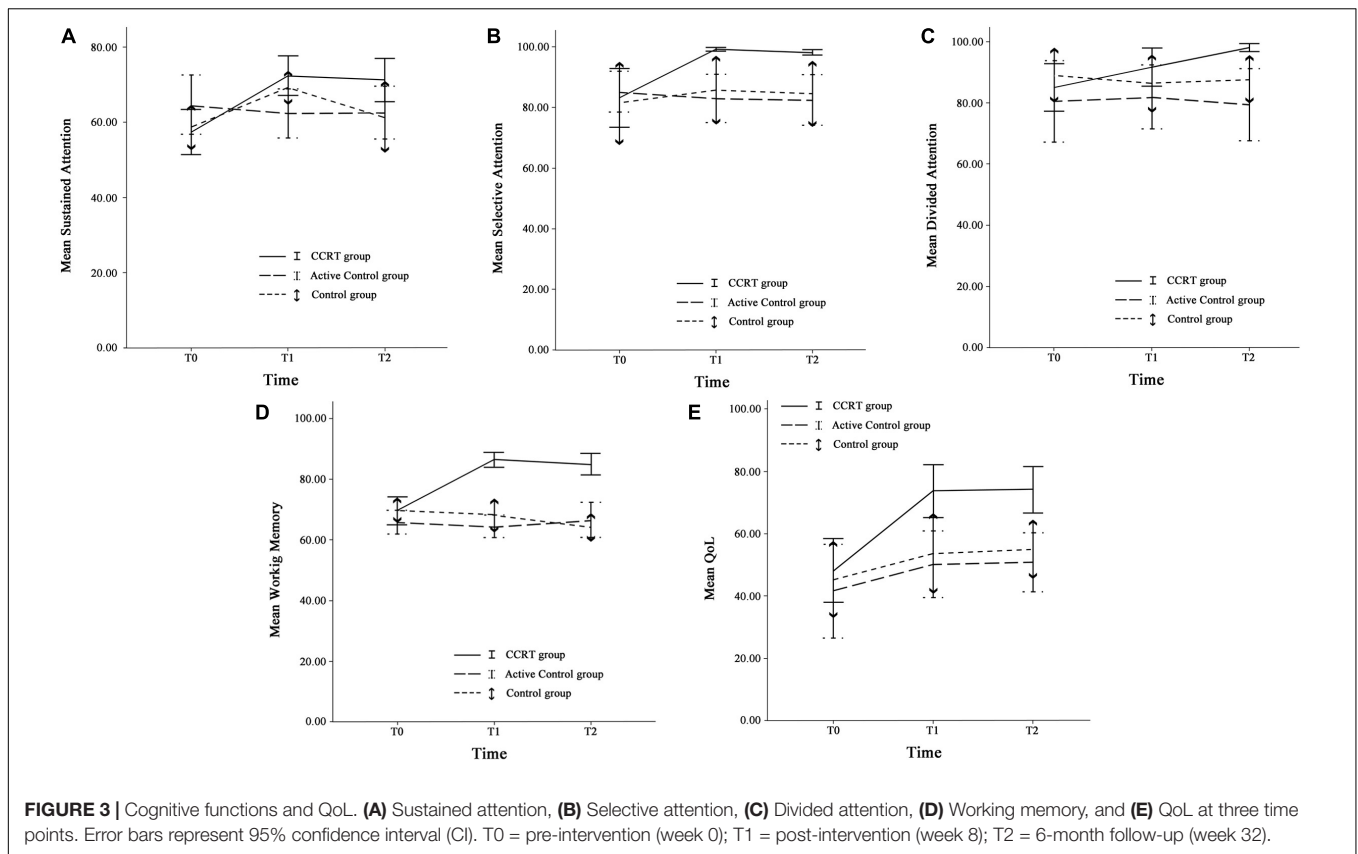 A
80.00
60.00
40.00
20.00
0.00
Mean Sustained Attention
CCRT group
Active Control group
Control group
T0 T1 T2
Time
B
100.00
80.00
60.00
40.00
20.00
0.00
Mean Selective Attention
CCRT group
Active Control group
Control group
T0 T1 T2
Time
C
100.00
80.00
60.00
40.00
20.00
0.00
Mean Divided Attention
CCRT group
Active Control group
Control group
T0 T1 T2
Time
D
100.00
80.00
60.00
40.00
20.00
0.00
Mean Workig Memory
CCRT group
Active Control group
Control group
T0 T1 T2
Time
E
CCRT group
Active Control group
Control group
100.00
80.00
60.00
40.00
20.00
0.00
Mean QoL
T0 T1 T2
Time
FIGURE 3 | Cognitive functions and QoL. (A) Sustained attention, (B) Selective attention, (C) Divided attention, (D) Working memory, and (E) QoL at three time
points. Error bars represent 95% confidence interval (CI). T0 = pre-intervention (week 0); T1 = post-intervention (week 8); T2 = 6-month follow-up (week 32).